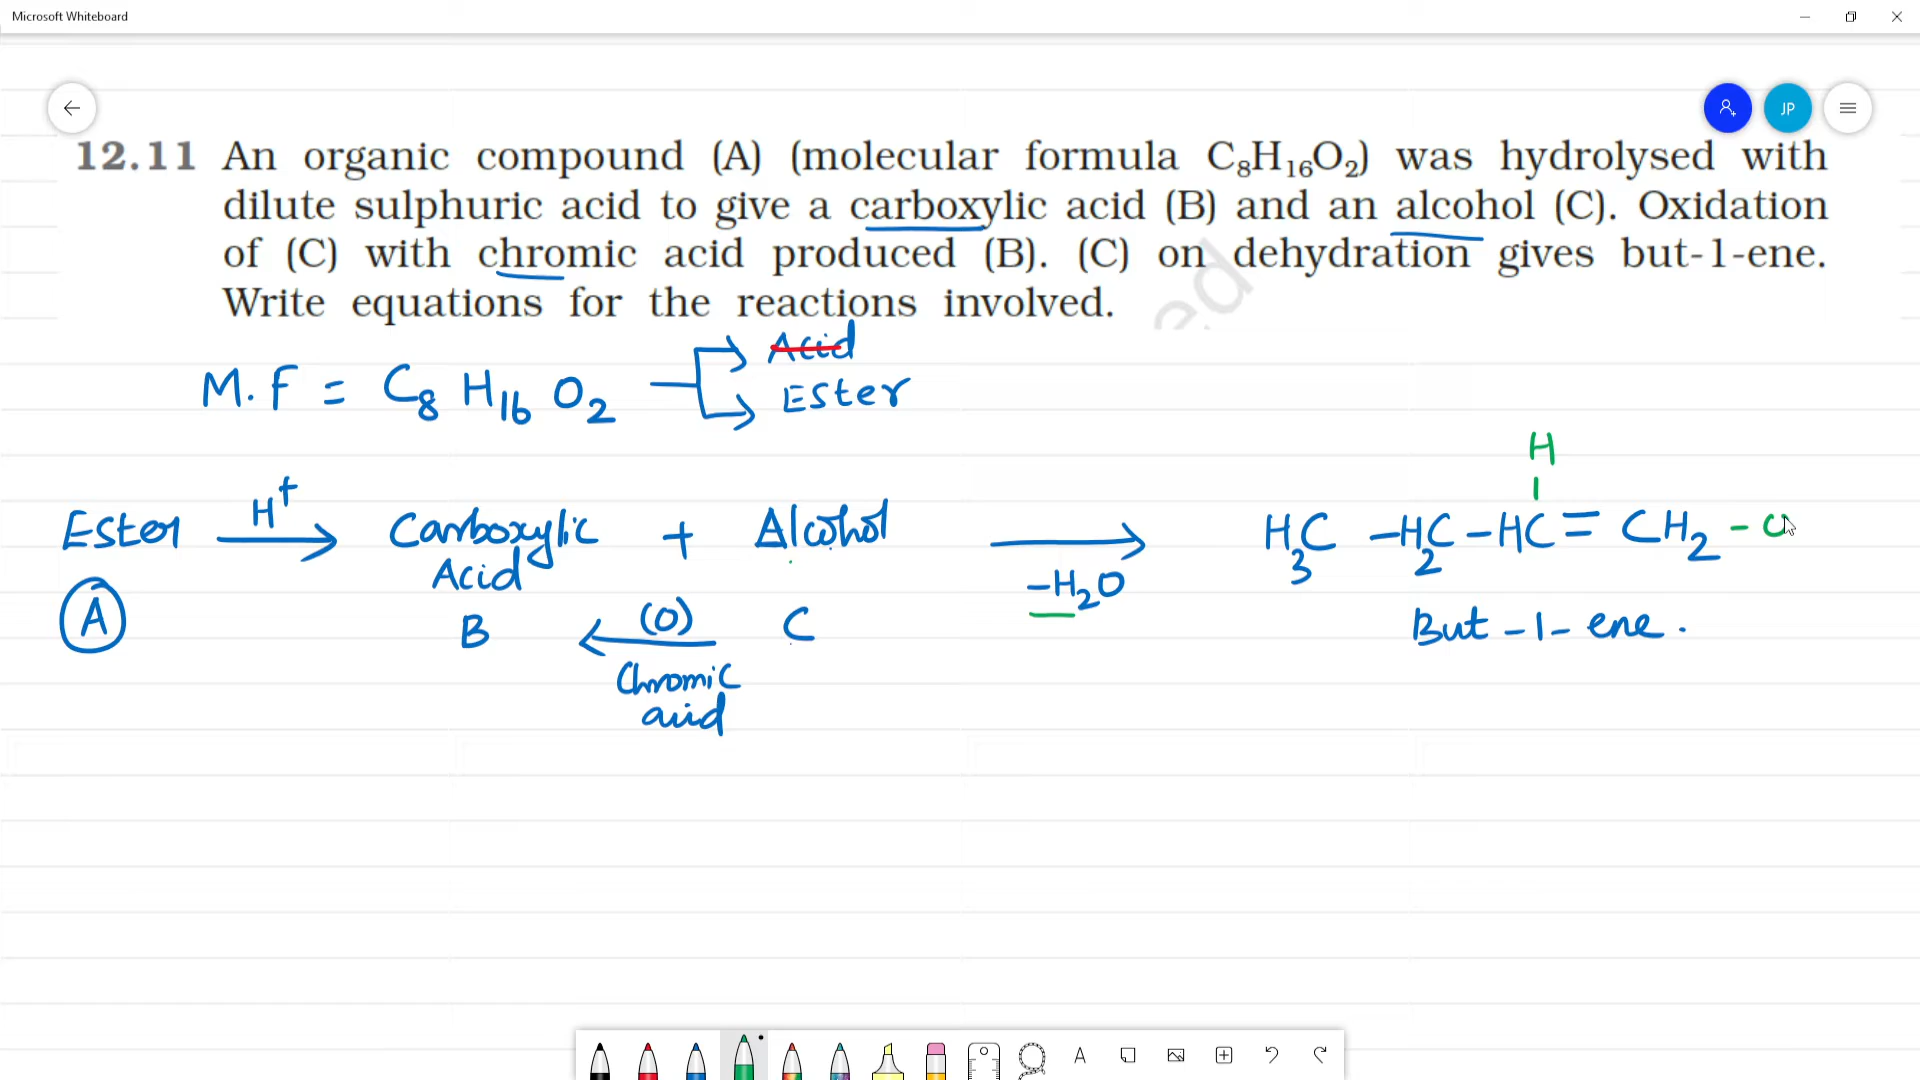 Microsoft Whiteboard
JP
12.11 An organic compound (A) (molecular formula C₈H₁₆O₂) was hydrolysed with
dilute sulphuric acid to give a carboxylic acid (B) and an alcohol (C). Oxidation
of (C) with chromic acid produced (B). (C) on dehydration gives but-1-ene.
Write equations for the reactions involved.
ed
Acid
M.F = C₈ H₁₆ O₂
Ester
H
Ester H⁺ Carboxylic + Alcohol H₃C - H₂C - HC = CH₂ -
Acid -H₂O
A B (O) C But -1- ene.
Chromic
acid
A